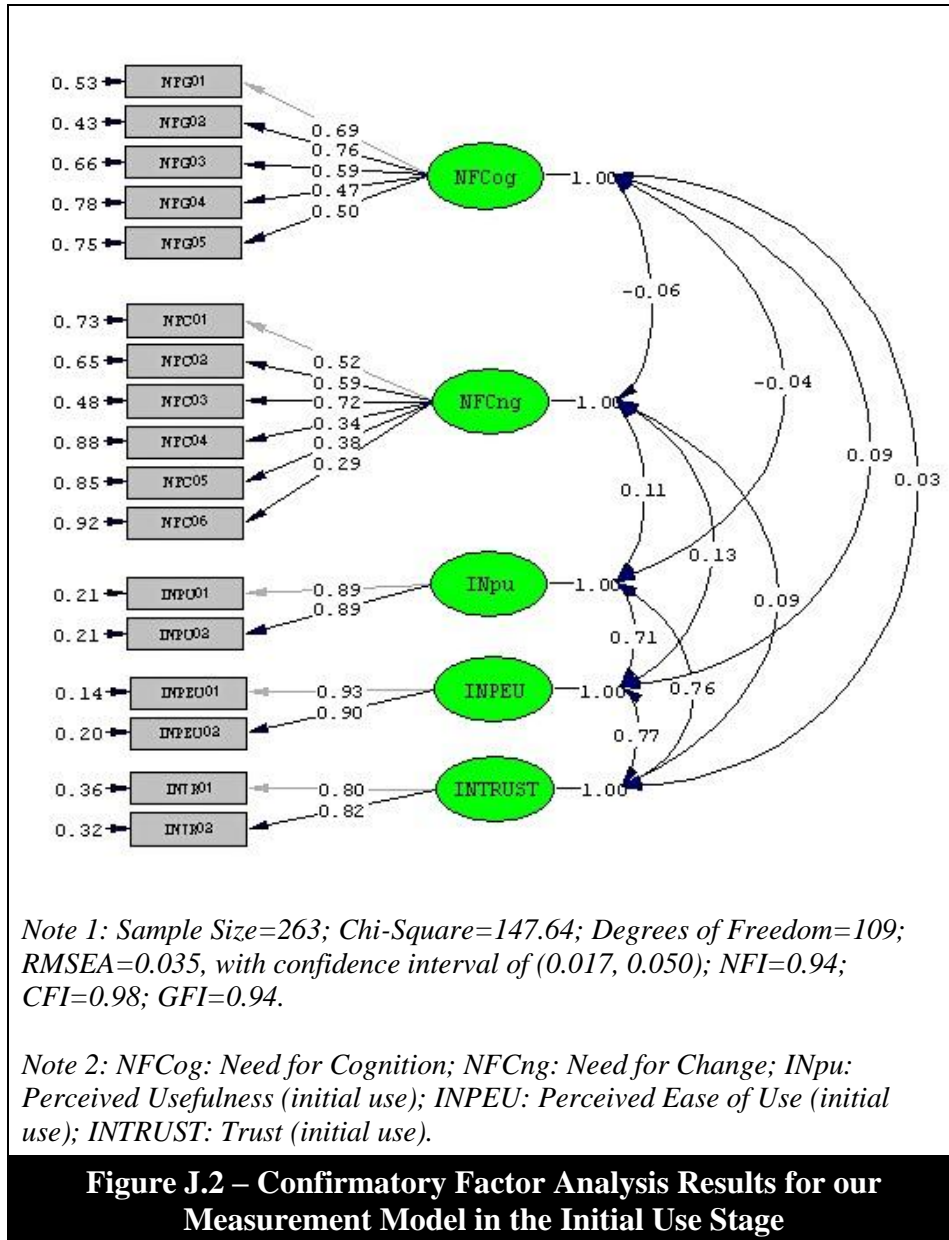 0.53 NFG01
0.69
0.43 NFG02
0.76
0.66 NFG03
0.59
0.78 NFG04
0.47
0.75 NFG05
0.50
NFCog 1.00
-0.06
-0.04
0.09
0.03
0.73 NFC01
0.52
0.65 NFC02
0.59
0.48 NFC03
0.72
0.88 NFC04
0.34
0.85 NFC05
0.38
0.92 NFC06
0.29
NFCng 1.00
0.11
0.13
0.09
0.21 INPU01
0.89
0.21 INPU02
0.89
INpu 1.00
0.71
0.76
0.14 INPEU01
0.93
0.20 INPEU02
0.90
INPEU 1.00
0.77
0.36 INTR01
0.80
0.32 INTR02
0.82
INTRUST 1.00
Note 1: Sample Size=263; Chi-Square=147.64; Degrees of Freedom=109;
RMSEA=0.035, with confidence interval of (0.017, 0.050); NFI=0.94;
CFI=0.98; GFI=0.94.
Note 2: NFCog: Need for Cognition; NFCng: Need for Change; INpu:
Perceived Usefulness (initial use); INPEU: Perceived Ease of Use (initial
use); INTRUST: Trust (initial use).
Figure J.2 – Confirmatory Factor Analysis Results for our
Measurement Model in the Initial Use Stage